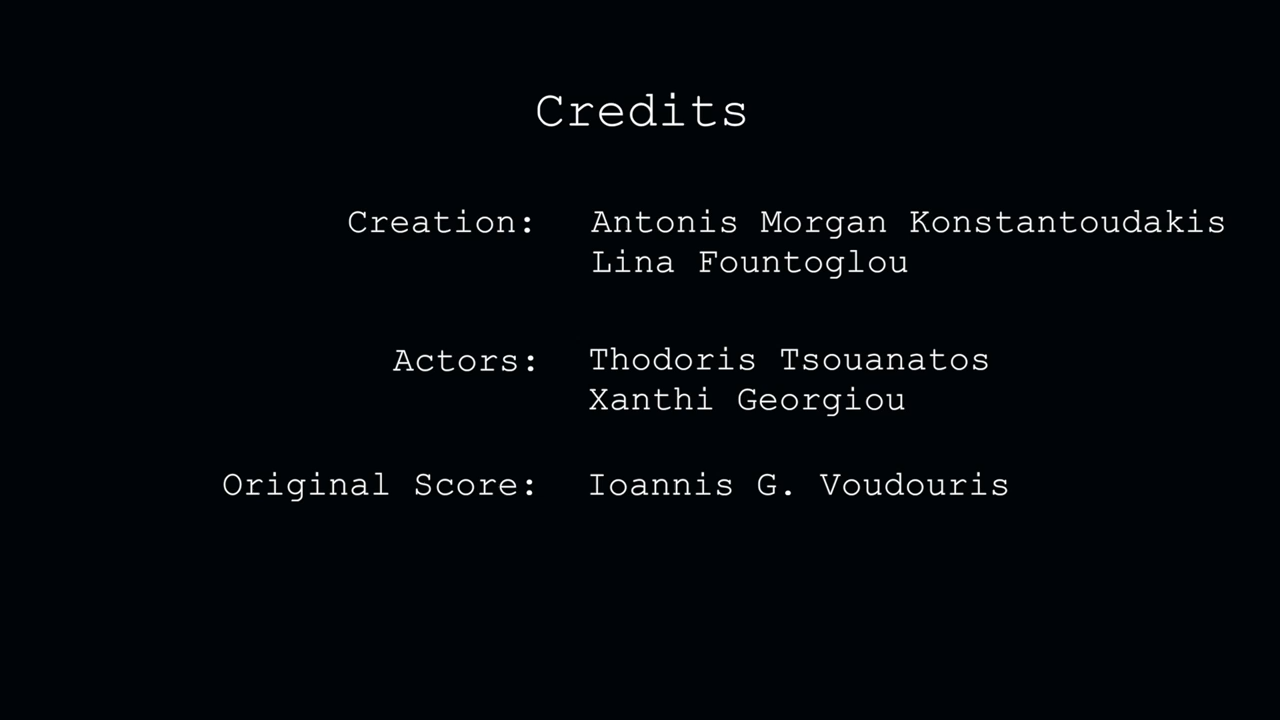 Credits
Creation: Antonis Morgan Konstantoudakis
Lina Fountoglou
Actors: Thodoris Tsouanatos
Xanthi Georgiou
Original Score: Ioannis G. Voudouris